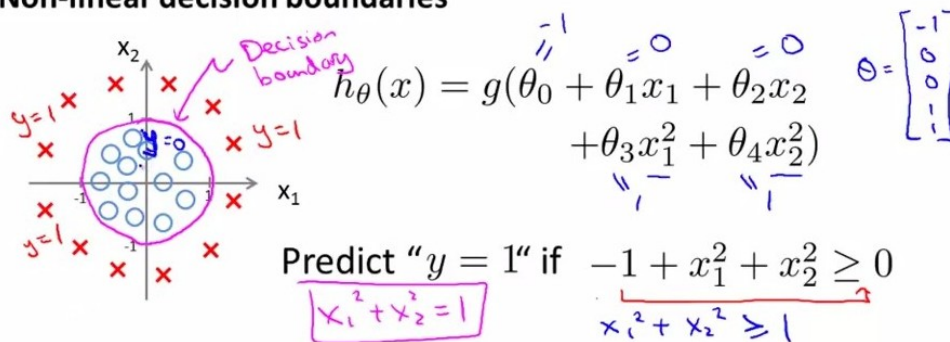 Non-linear decision boundaries
x₂
Decision
boundary
-1
=
= 0
= 0
h_θ(x) = g(θ₀ + θ₁x₁ + θ₂x₂
+θ₃x₁² + θ₄x₂²)
= 1
= 1
θ = [-1 0 0 1 1]
y=1
1
y=0
y=1
-1
1
x₁
y=1
-1
Predict “y = 1“ if −1 + x₁² + x₂² ≥ 0
x₁² + x₂² = 1
x₁² + x₂² ≥ 1